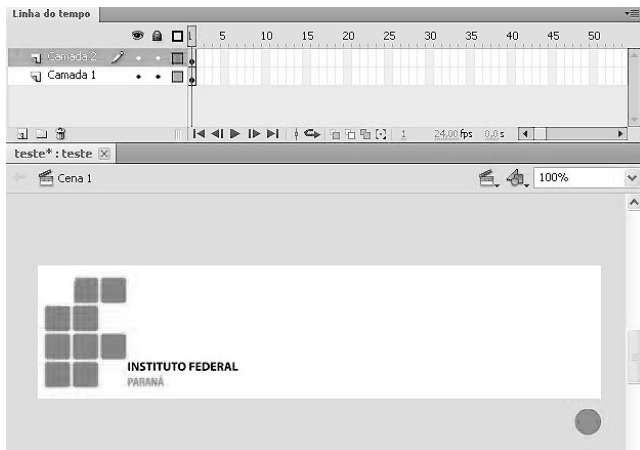 Linha do tempo
1 5 10 15 20 25 30 35 40 45 50
Camada 2
Camada 1
1 24,00 fps 0,0 s
teste* : teste
Cena 1 100%
INSTITUTO FEDERAL
PARANÁ